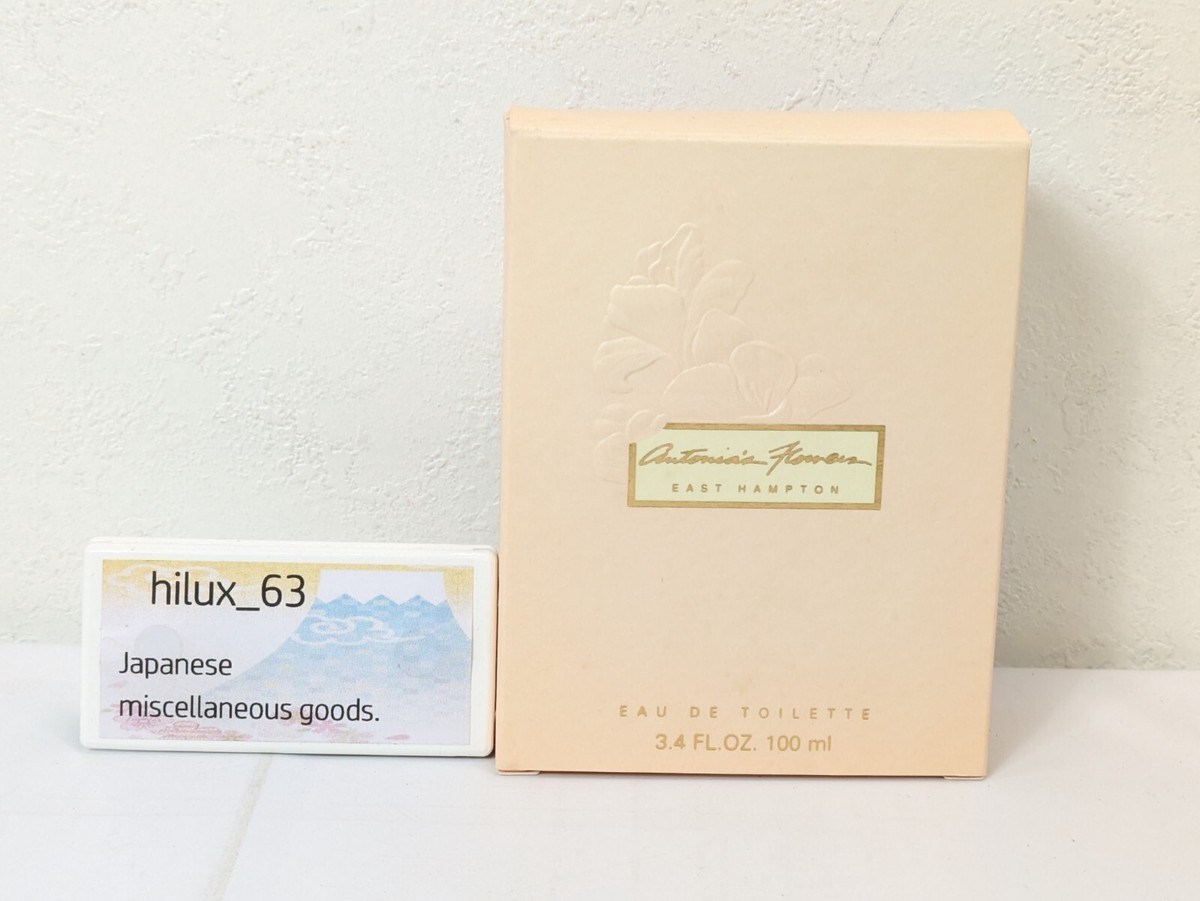 hilux_63
Japanese
miscellaneous goods.
Antonia's Flowers
EAST HAMPTON
EAU DE TOILETTE
3.4 FL.OZ. 100 ml